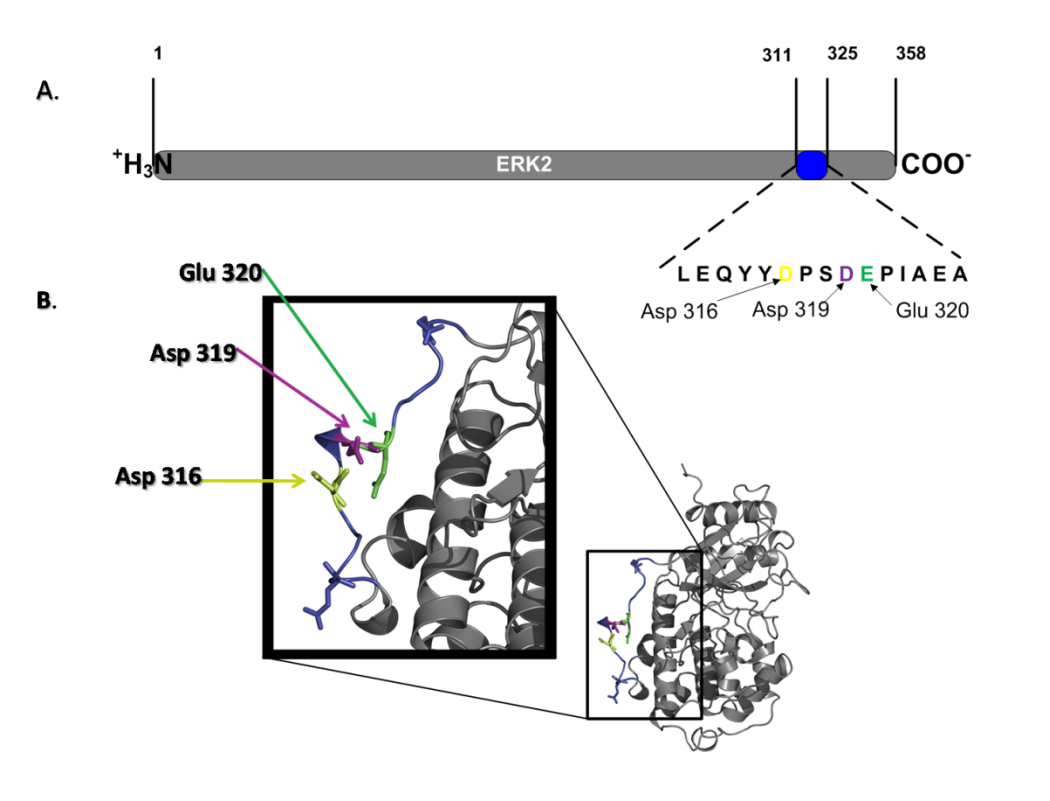 1 311 325 358
A.
⁺H₃N ERK2 COO⁻
L E Q Y Y D P S D E P I A E A
Asp 316 Asp 319 Glu 320
B.
Glu 320
Asp 319
Asp 316